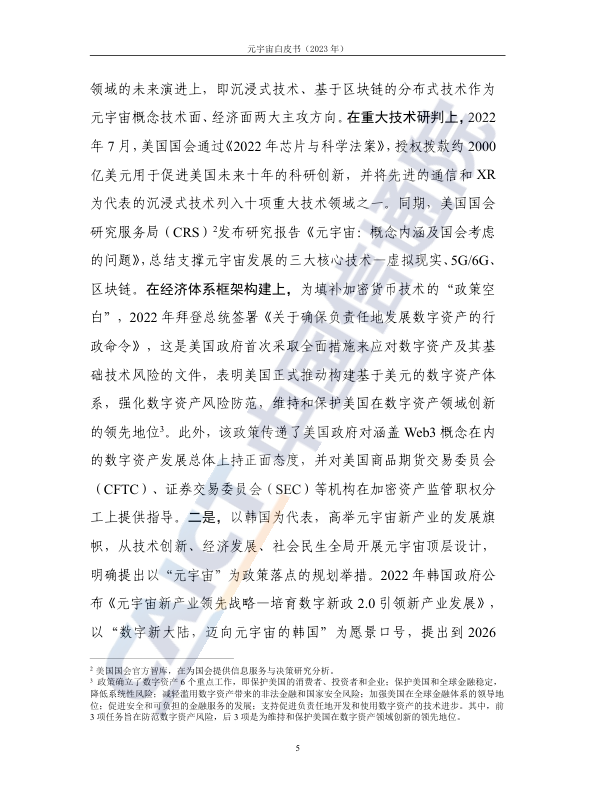 元宇宙白皮书（2023 年）
领域的未来演进上，即沉浸式技术、基于区块链的分布式技术作为
元宇宙概念技术面、经济面两大主攻方向。在重大技术研判上，2022
年 7 月，美国国会通过《2022 年芯片与科学法案》，授权拨款约 2000
亿美元用于促进美国未来十年的科研创新，并将先进的通信和 XR
为代表的沉浸式技术列入十项重大技术领域之一。同期，美国国会
研究服务局（CRS）2发布研究报告《元宇宙：概念内涵及国会考虑
的问题》，总结支撑元宇宙发展的三大核心技术—虚拟现实、5G/6G、
区块链。在经济体系框架构建上，为填补加密货币技术的“政策空
白”，2022 年拜登总统签署《关于确保负责任地发展数字资产的行
政命令》，这是美国政府首次采取全面措施来应对数字资产及其基
础技术风险的文件，表明美国正式推动构建基于美元的数字资产体
系，强化数字资产风险防范，维持和保护美国在数字资产领域创新
的领先地位3。此外，该政策传递了美国政府对涵盖 Web3 概念在内
的数字资产发展总体上持正面态度，并对美国商品期货交易委员会
（CFTC）、证券交易委员会（SEC）等机构在加密资产监管职权分
工上提供指导。二是，以韩国为代表，高举元宇宙新产业的发展旗
帜，从技术创新、经济发展、社会民生全局开展元宇宙顶层设计，
明确提出以“元宇宙”为政策落点的规划举措。2022 年韩国政府公
布《元宇宙新产业领先战略—培育数字新政 2.0 引领新产业发展》，
以“数字新大陆，迈向元宇宙的韩国”为愿景口号，提出到 2026
2 美国国会官方智库，在为国会提供信息服务与决策研究分析。
3 政策确立了数字资产 6 个重点工作，即保护美国的消费者、投资者和企业；保护美国和全球金融稳定，
降低系统性风险；减轻滥用数字资产带来的非法金融和国家安全风险；加强美国在全球金融体系的领导地
位；促进安全和可负担的金融服务的发展；支持促进负责任地开发和使用数字资产的技术进步。其中，前
3 项任务旨在防范数字资产风险，后 3 项是为维持和保护美国在数字资产领域创新的领先地位。
5
CAICT 中国信通院